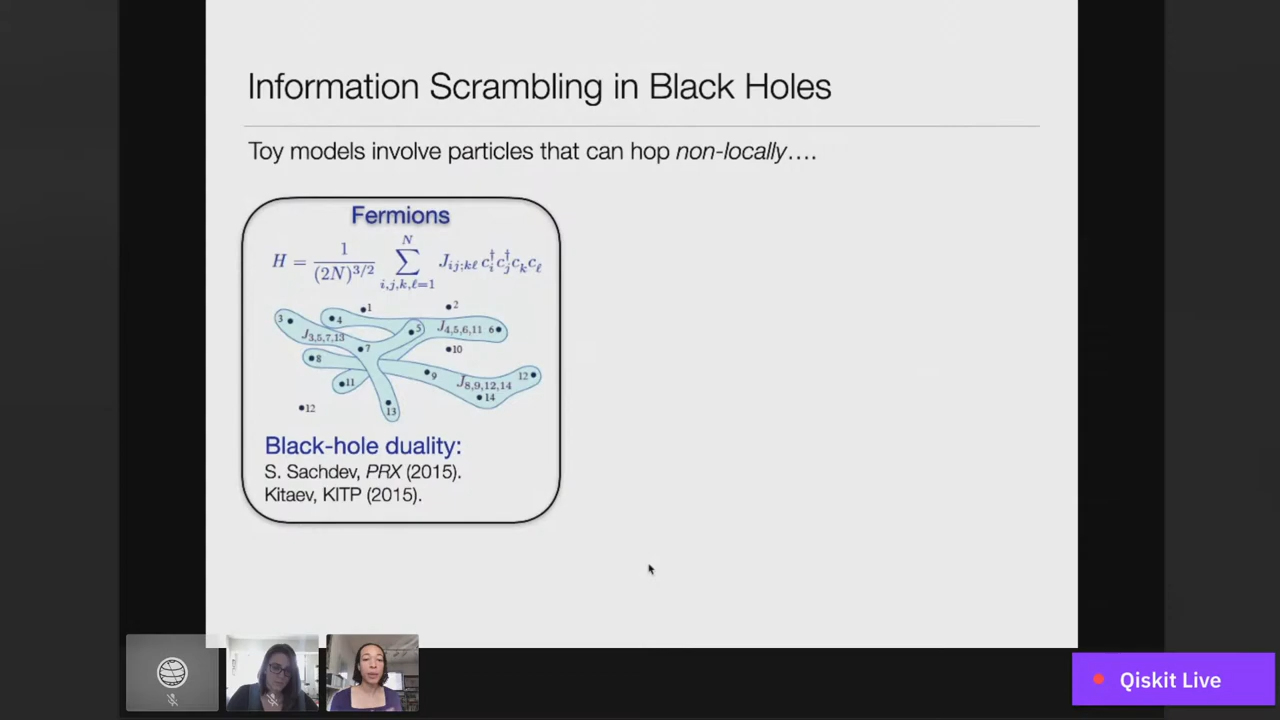 Information Scrambling in Black Holes
Toy models involve particles that can hop non-locally….
Fermions
H = \frac{1}{(2N)^{3/2}} \sum_{i,j,k,ℓ=1}^{N} J_{ij;kℓ} c_i^† c_j^† c_k c_ℓ
1
2
3
4
5
J_{4,5,6,11}
6
J_{3,5,7,13}
7
10
8
11
9
J_{8,9,12,14}
12
14
12
13
Black-hole duality:
S. Sachdev, PRX (2015).
Kitaev, KITP (2015).
Qiskit Live